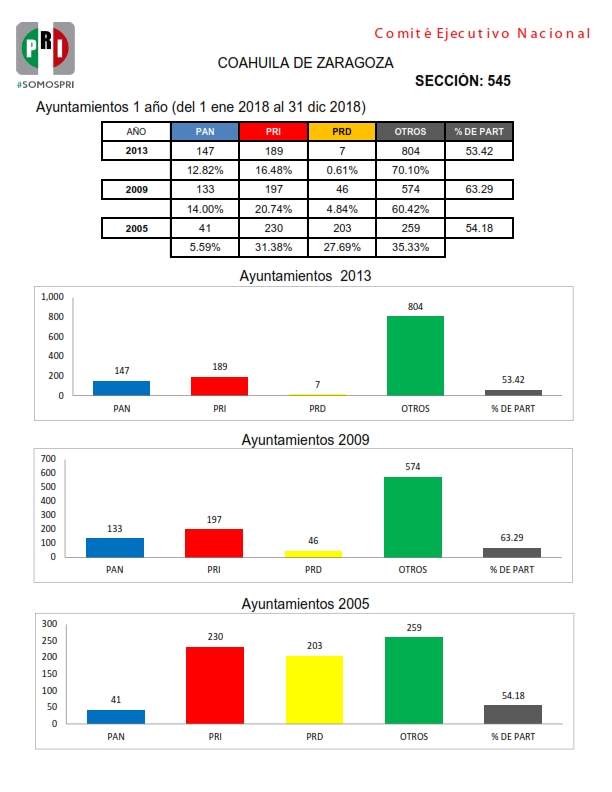 PRI
#SOMOSPRI
Comité Ejecutivo Nacional
COAHUILA DE ZARAGOZA
SECCIÓN: 545
Ayuntamientos 1 año (del 1 ene 2018 al 31 dic 2018)
AÑO PAN PRI PRD OTROS % DE PART
2013 147 189 7 804 53.42
12.82% 16.48% 0.61% 70.10%
2009 133 197 46 574 63.29
14.00% 20.74% 4.84% 60.42%
2005 41 230 203 259 54.18
5.59% 31.38% 27.69% 35.33%
Ayuntamientos 2013
1,000
800
600
400
200
0
147 189 7 804 53.42
PAN PRI PRD OTROS % DE PART
Ayuntamientos 2009
700
600
500
400
300
200
100
0
133 197 46 574 63.29
PAN PRI PRD OTROS % DE PART
Ayuntamientos 2005
300
250
200
150
100
50
0
41 230 203 259 54.18
PAN PRI PRD OTROS % DE PART